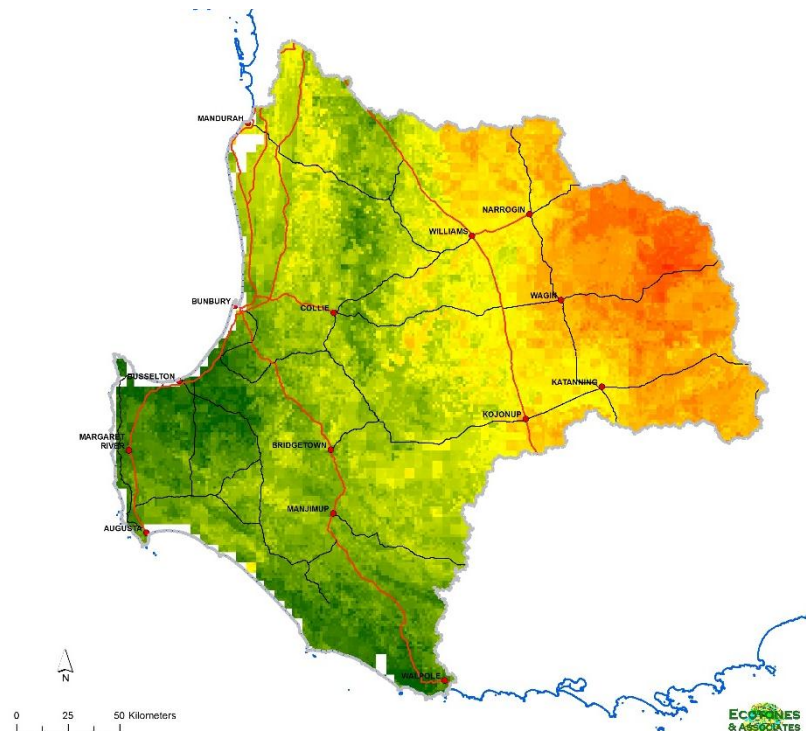 MANDURAH
NARROGIN
WILLIAMS
BUNBURY
COLLIE
WAGIN
BUSSELTON
KATANNING
KOJONUP
MARGARET
RIVER
BRIDGETOWN
MANJIMUP
AUGUSTA
WALPOLE
N
0 25 50 Kilometers
ECOTONES
& ASSOCIATES